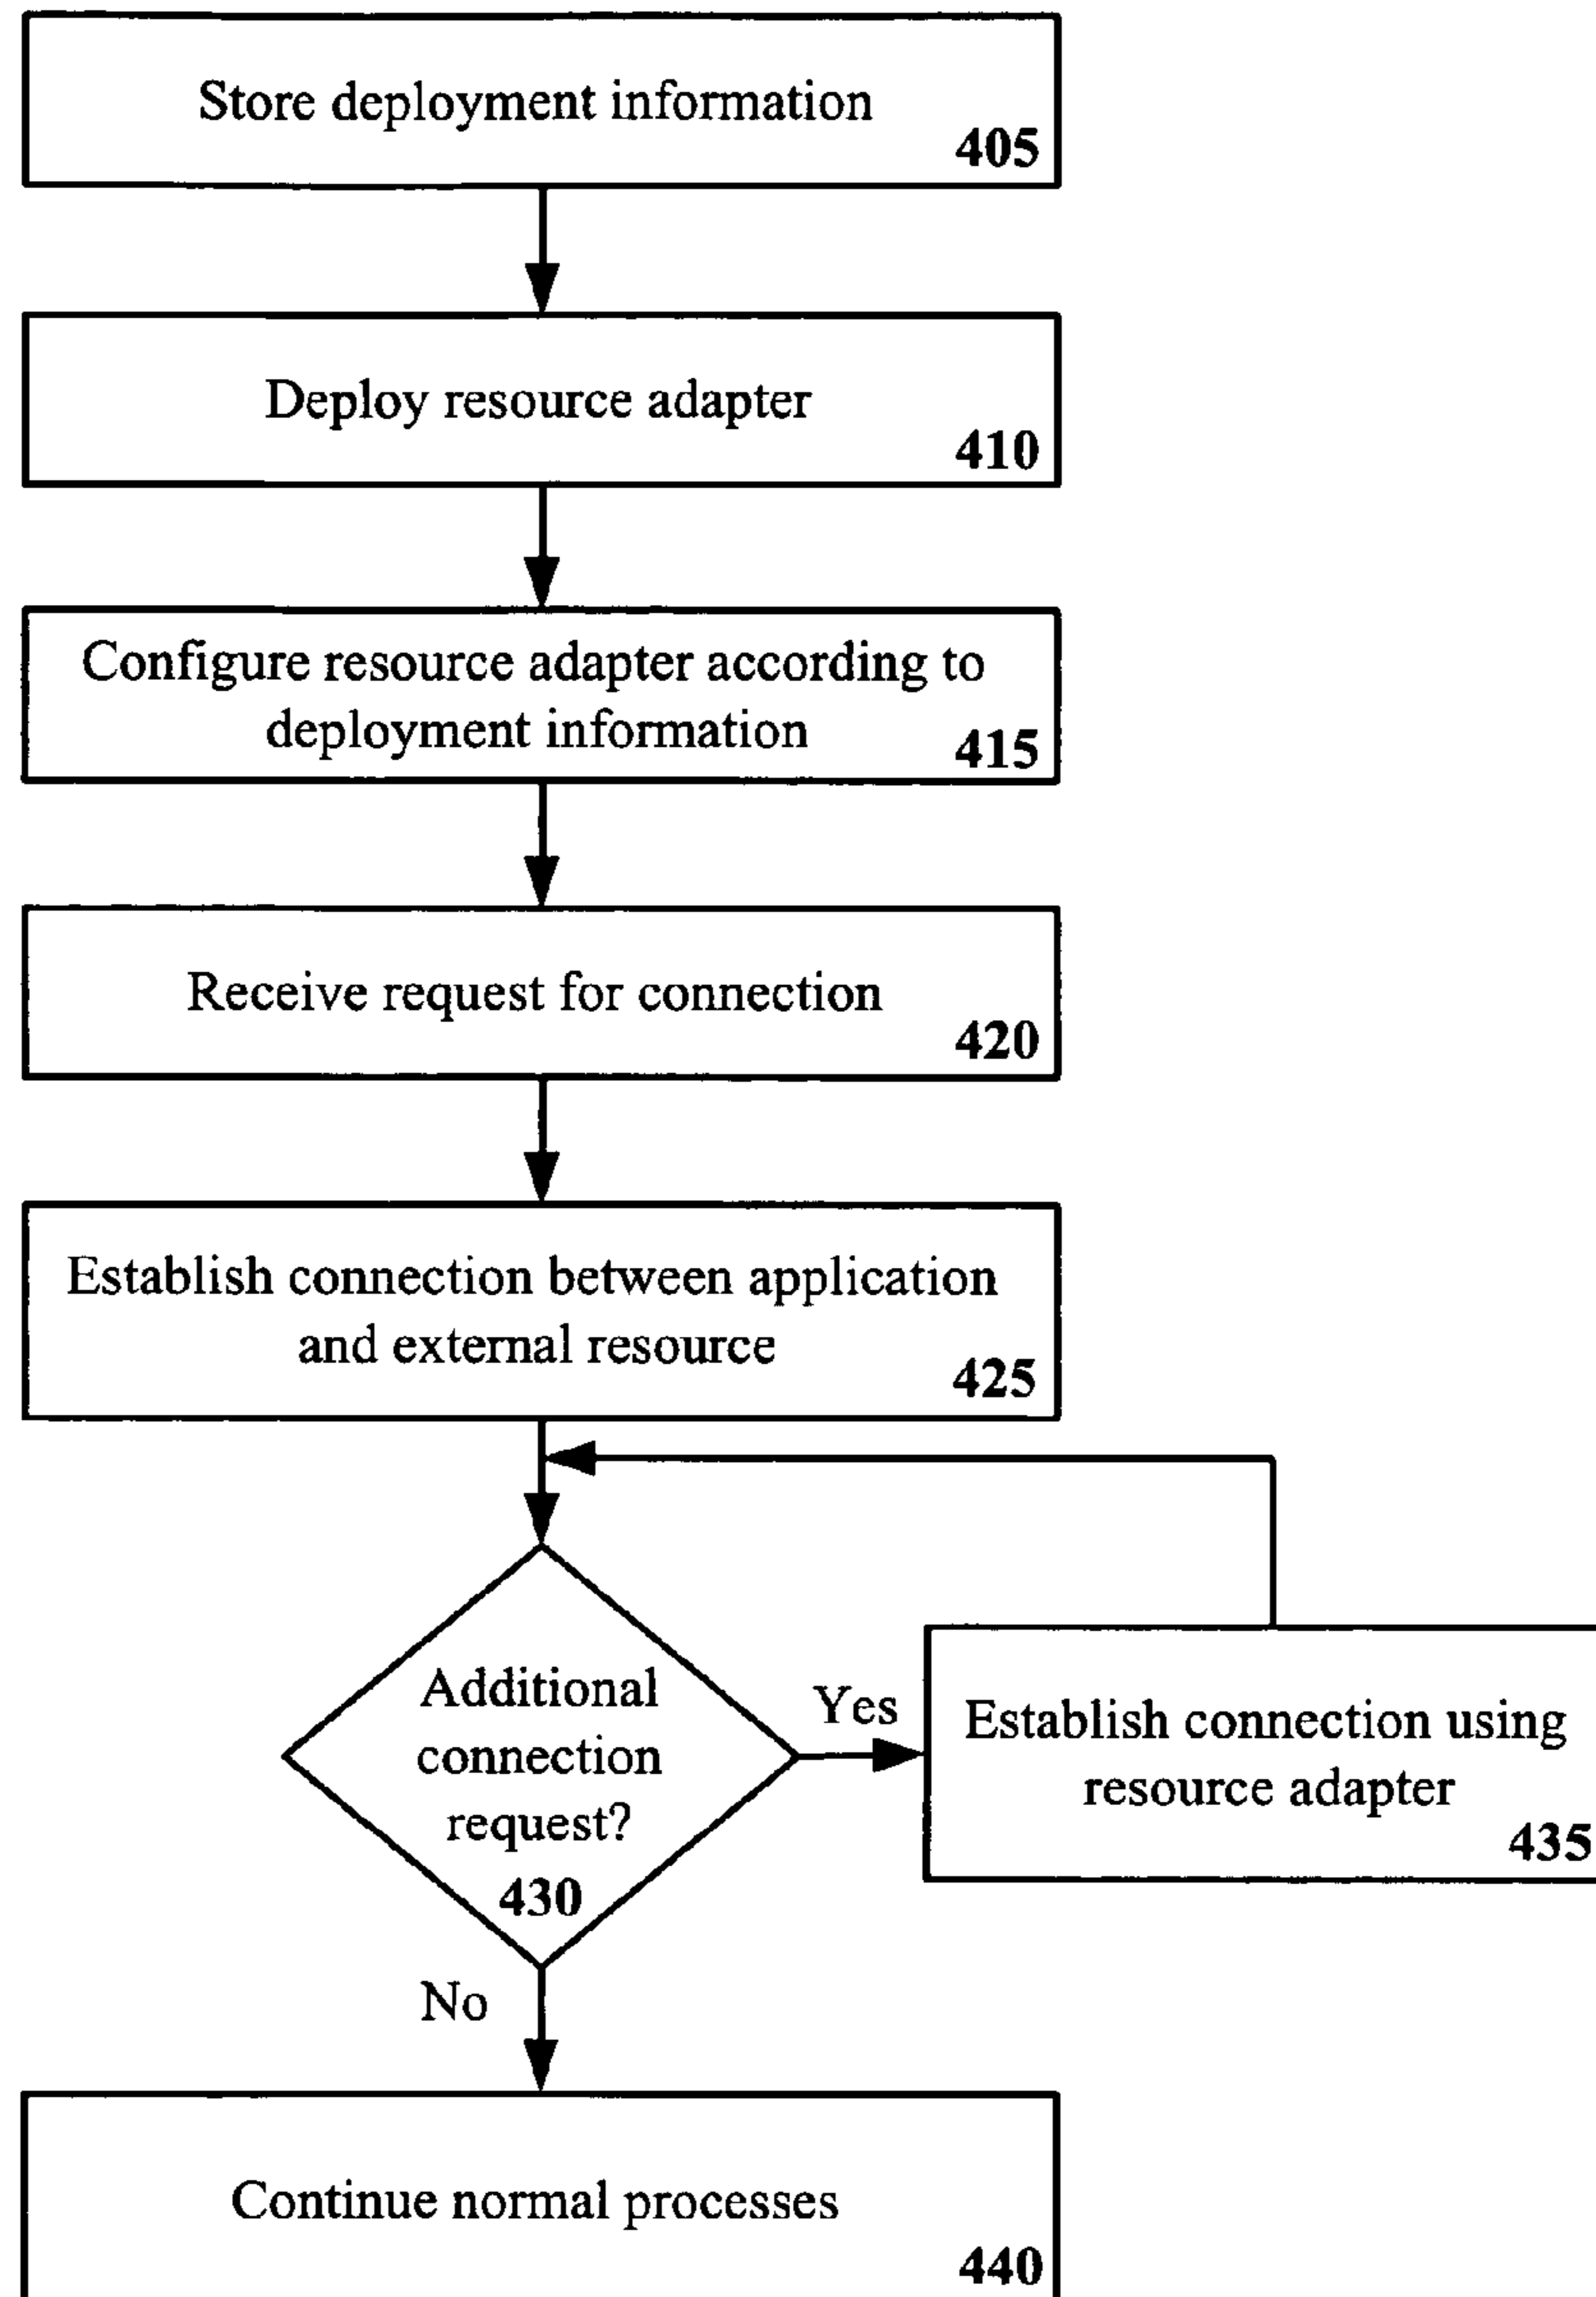 Store deployment information
405
Deploy resource adapter
410
Configure resource adapter according to
deployment information
415
Receive request for connection
420
Establish connection between application
and external resource
425
Additional
connection
request?
430
Yes
Establish connection using
resource adapter
435
No
Continue normal processes
440